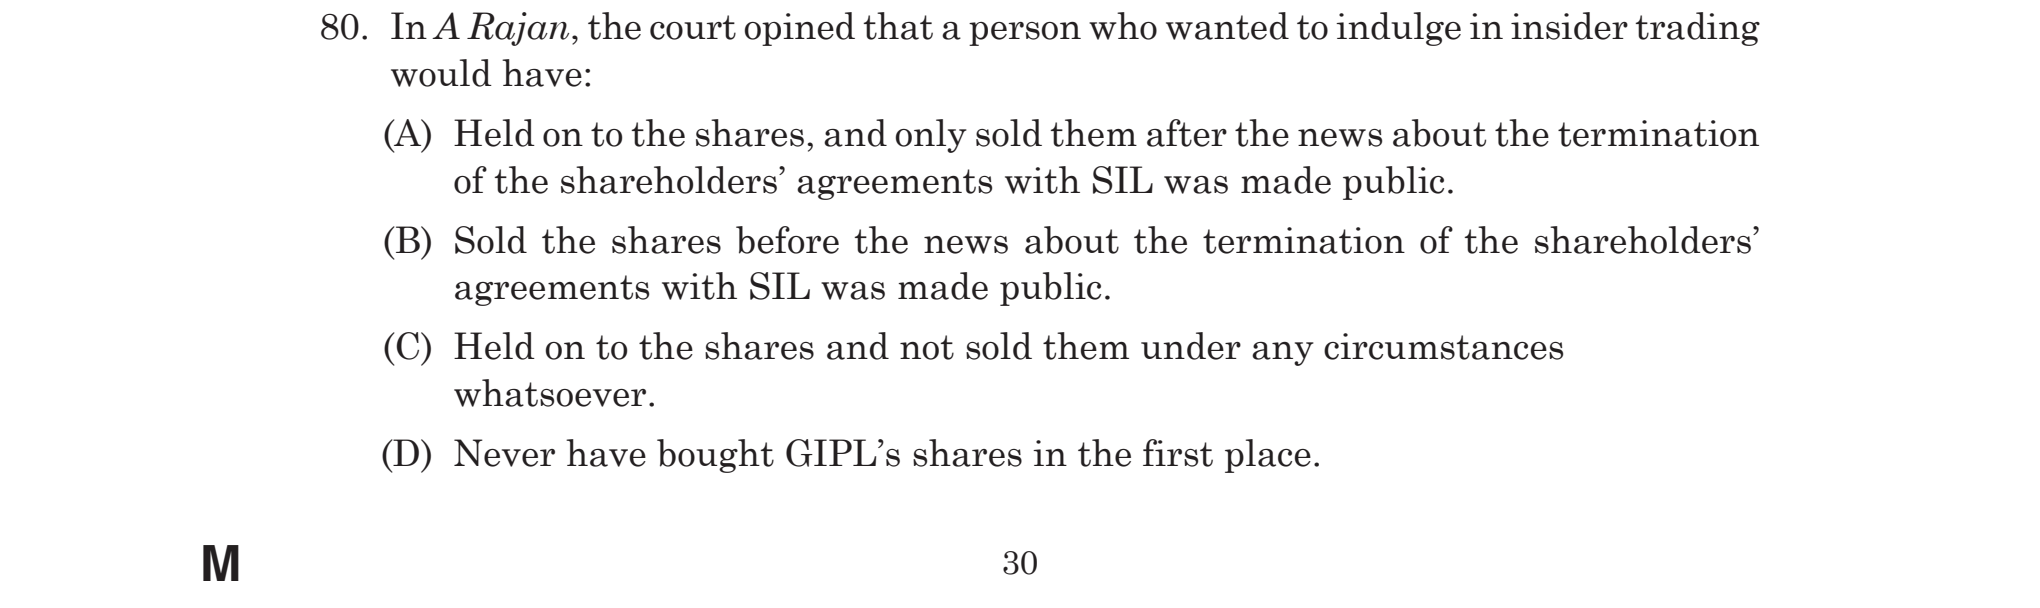 80. In A Rajan, the court opined that a person who wanted to indulge in insider trading
would have:
(A) Held on to the shares, and only sold them after the news about the termination
of the shareholders’ agreements with SIL was made public.
(B) Sold the shares before the news about the termination of the shareholders’
agreements with SIL was made public.
(C) Held on to the shares and not sold them under any circumstances
whatsoever.
(D) Never have bought GIPL’s shares in the first place.
M 30